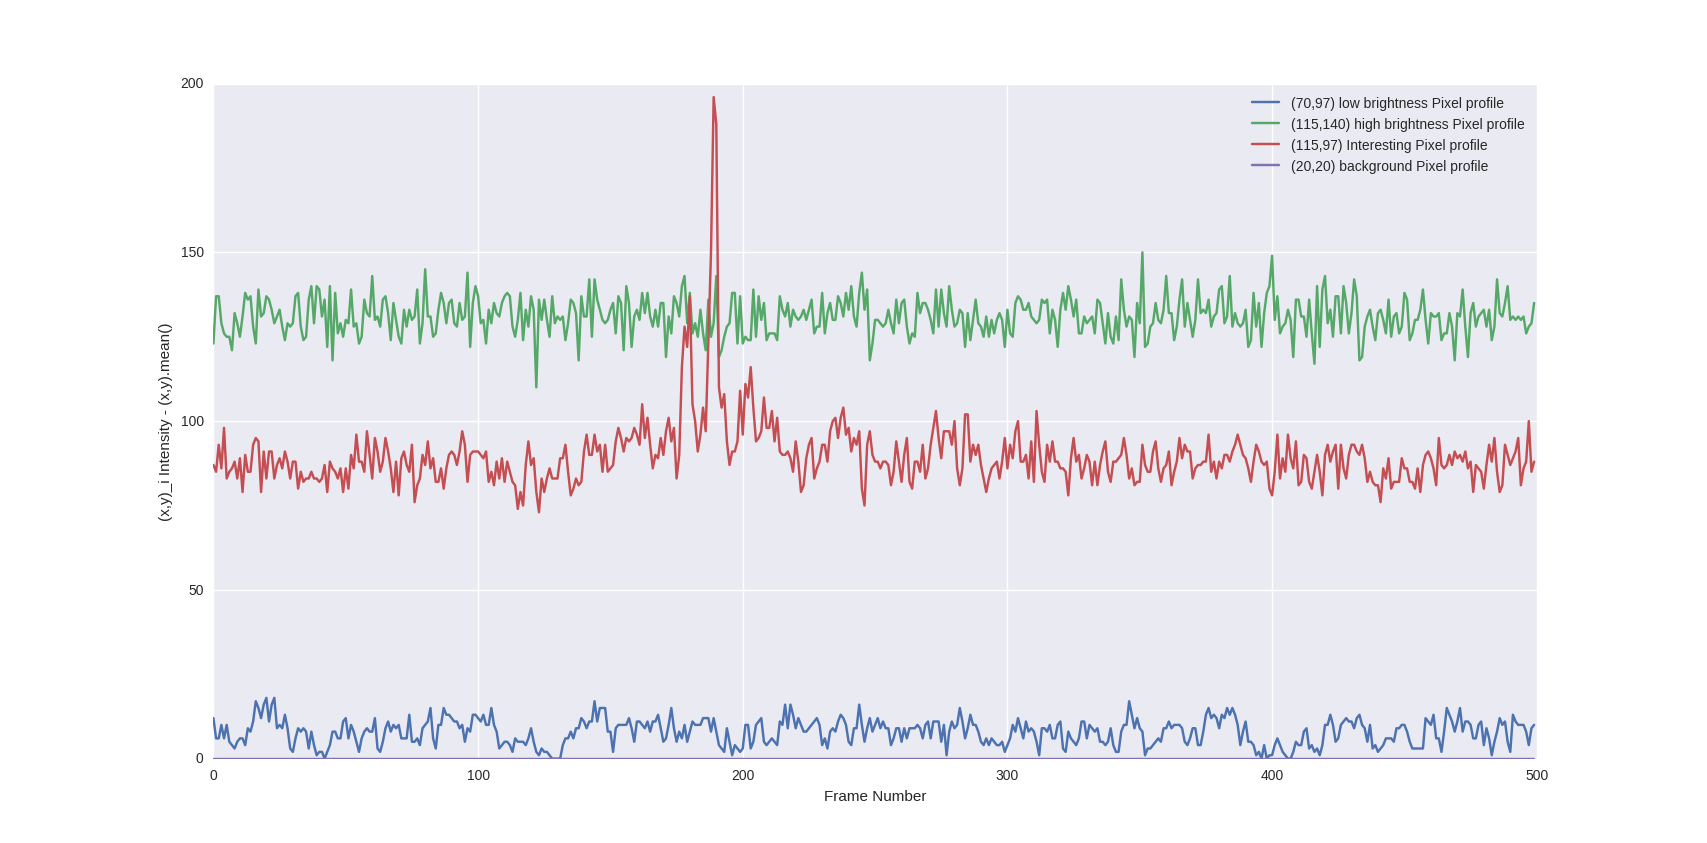 200
150
100
50
0
(x,y)_i Intensity - (x,y).mean()
(70,97) low brightness Pixel profile
(115,140) high brightness Pixel profile
(115,97) Interesting Pixel profile
(20,20) background Pixel profile
0 100 200 300 400 500
Frame Number